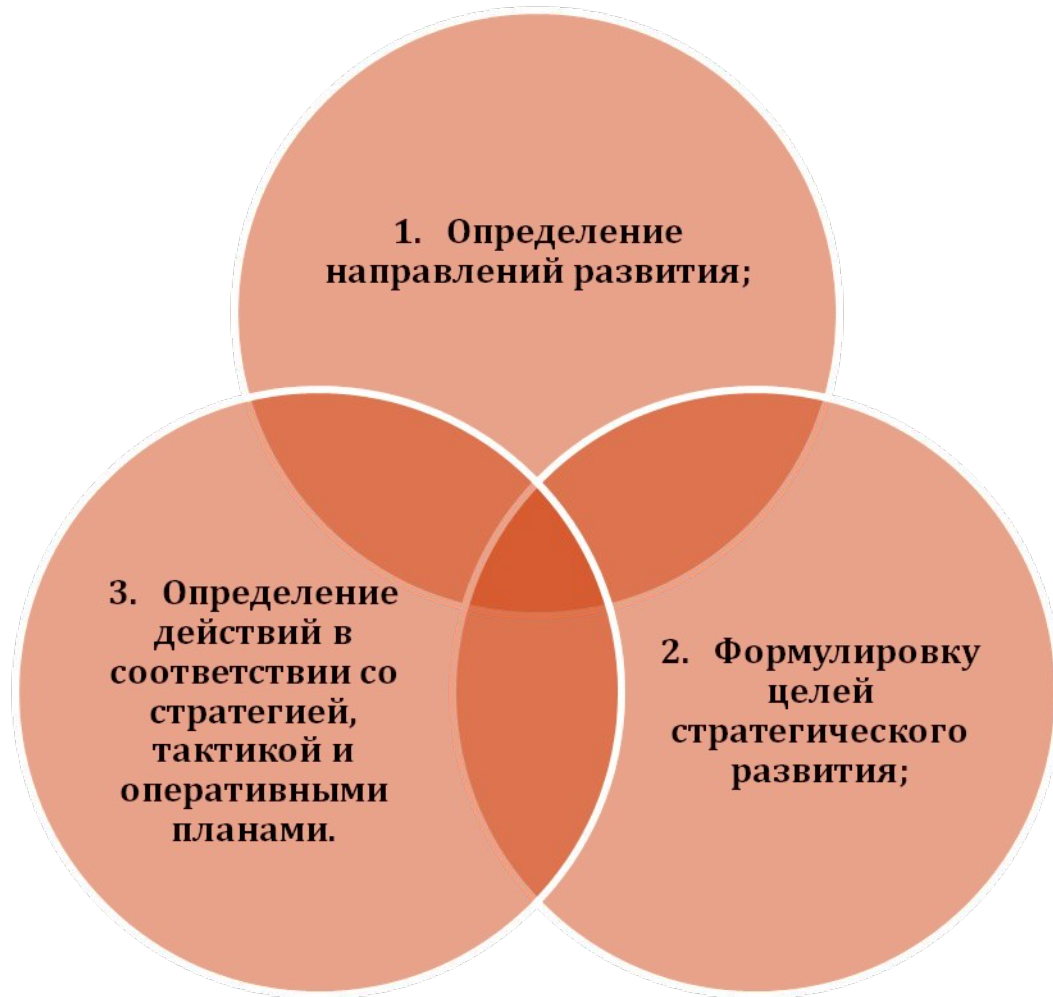 1. Определение
направлений развития;
2. Формулировку
целей
стратегического
развития;
3. Определение
действий в
соответствии со
стратегией,
тактикой и
оперативными
планами.